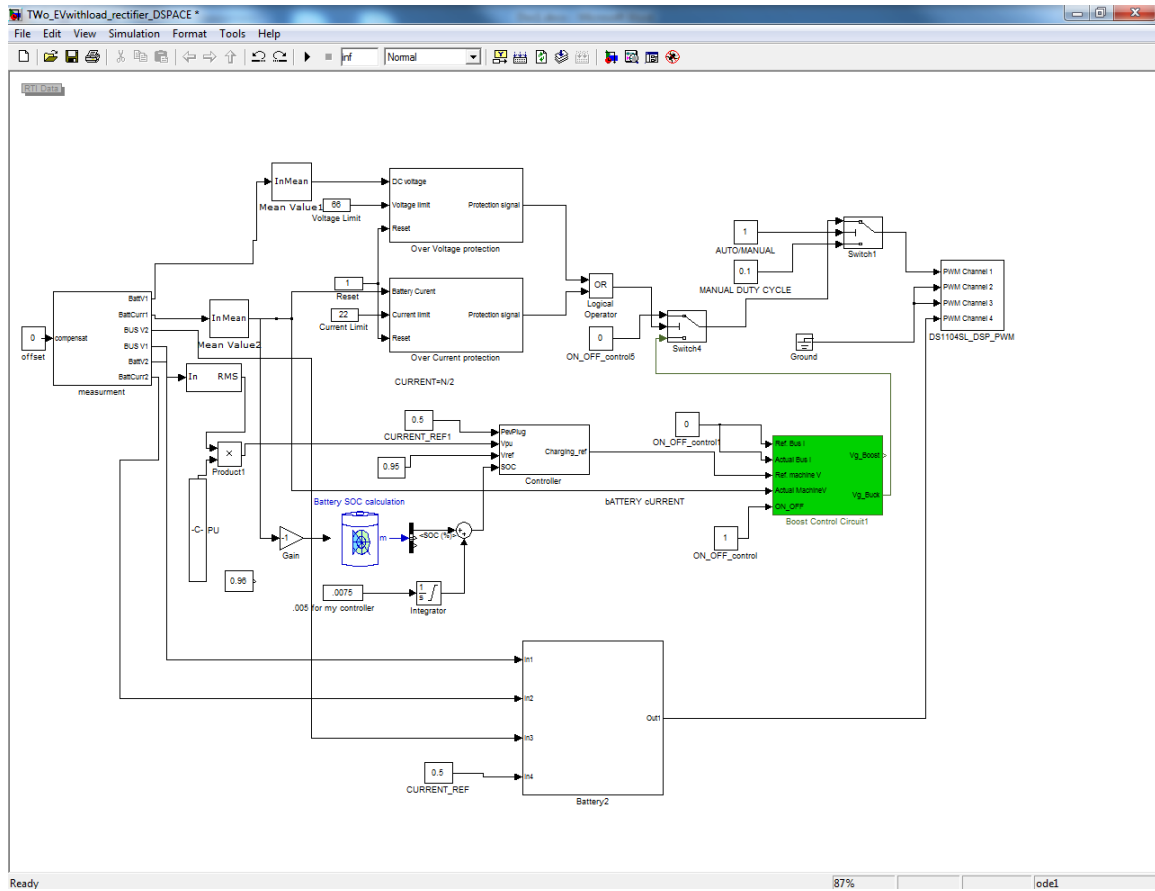 TWo_EVwithload_rectifier_DSPACE *
File Edit View Simulation Format Tools Help
inf Normal
RTI Data
InMean
Mean Value1
66
Voltage Limit
DC voltage
Voltage limit
Reset
Protection signal
Over Voltage protection
1
Reset
22
Current Limit
Battery Curent
Current limit
Reset
Protection signal
Over Current protection
CURRENT=N/2
0
offset
compensat
BattV1
BattCurr1
BUS V2
BUS V1
BattV2
BattCurr2
measurment
InMean
Mean Value2
In RMS
×
Product1
-C- PU
0.96
OR
Logical
Operator
0
ON_OFF_control5
Switch4
1
AUTO/MANUAL
0.1
MANUAL DUTY CYCLE
Switch1
Ground
PWM Channel 1
PWM Channel 2
PWM Channel 3
PWM Channel 4
DS1104SL_DSP_PWM
0.5
CURRENT_REF1
0.95
PevPlug
Vpu
Vref
SOC
Charging_ref
Controller
0
ON_OFF_control1
bATTERY cURRENT
1
ON_OFF_control
Ref. Bus I
Actual Bus I
Ref. machine V
Actual MachineV
ON_OFF
Vg_Boost
Vg_Buck
Boost Control Circuit1
Battery SOC calculation
-1
Gain
m
<SOC (%)>
.0075
.005 for my controller
1
s
Integrator
In1
In2
In3
In4
Out1
Battery2
0.5
CURRENT_REF
Ready 87% ode1